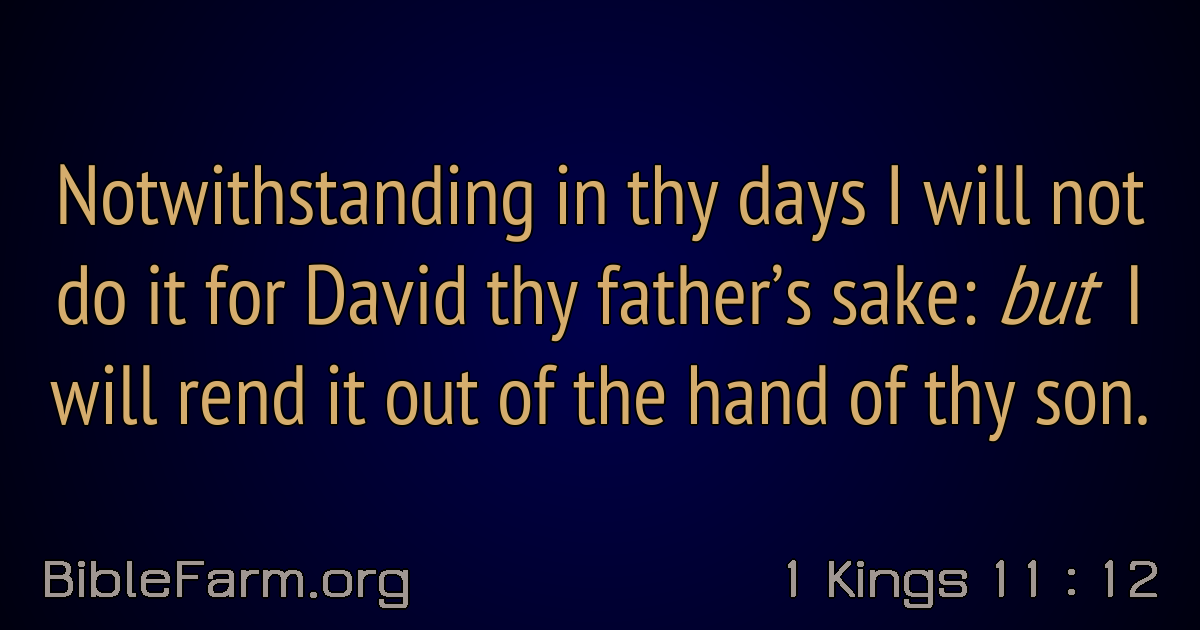 Notwithstanding in thy days I will not
do it for David thy father’s sake: but I
will rend it out of the hand of thy son.
BibleFarm.org
1 Kings 11 : 12